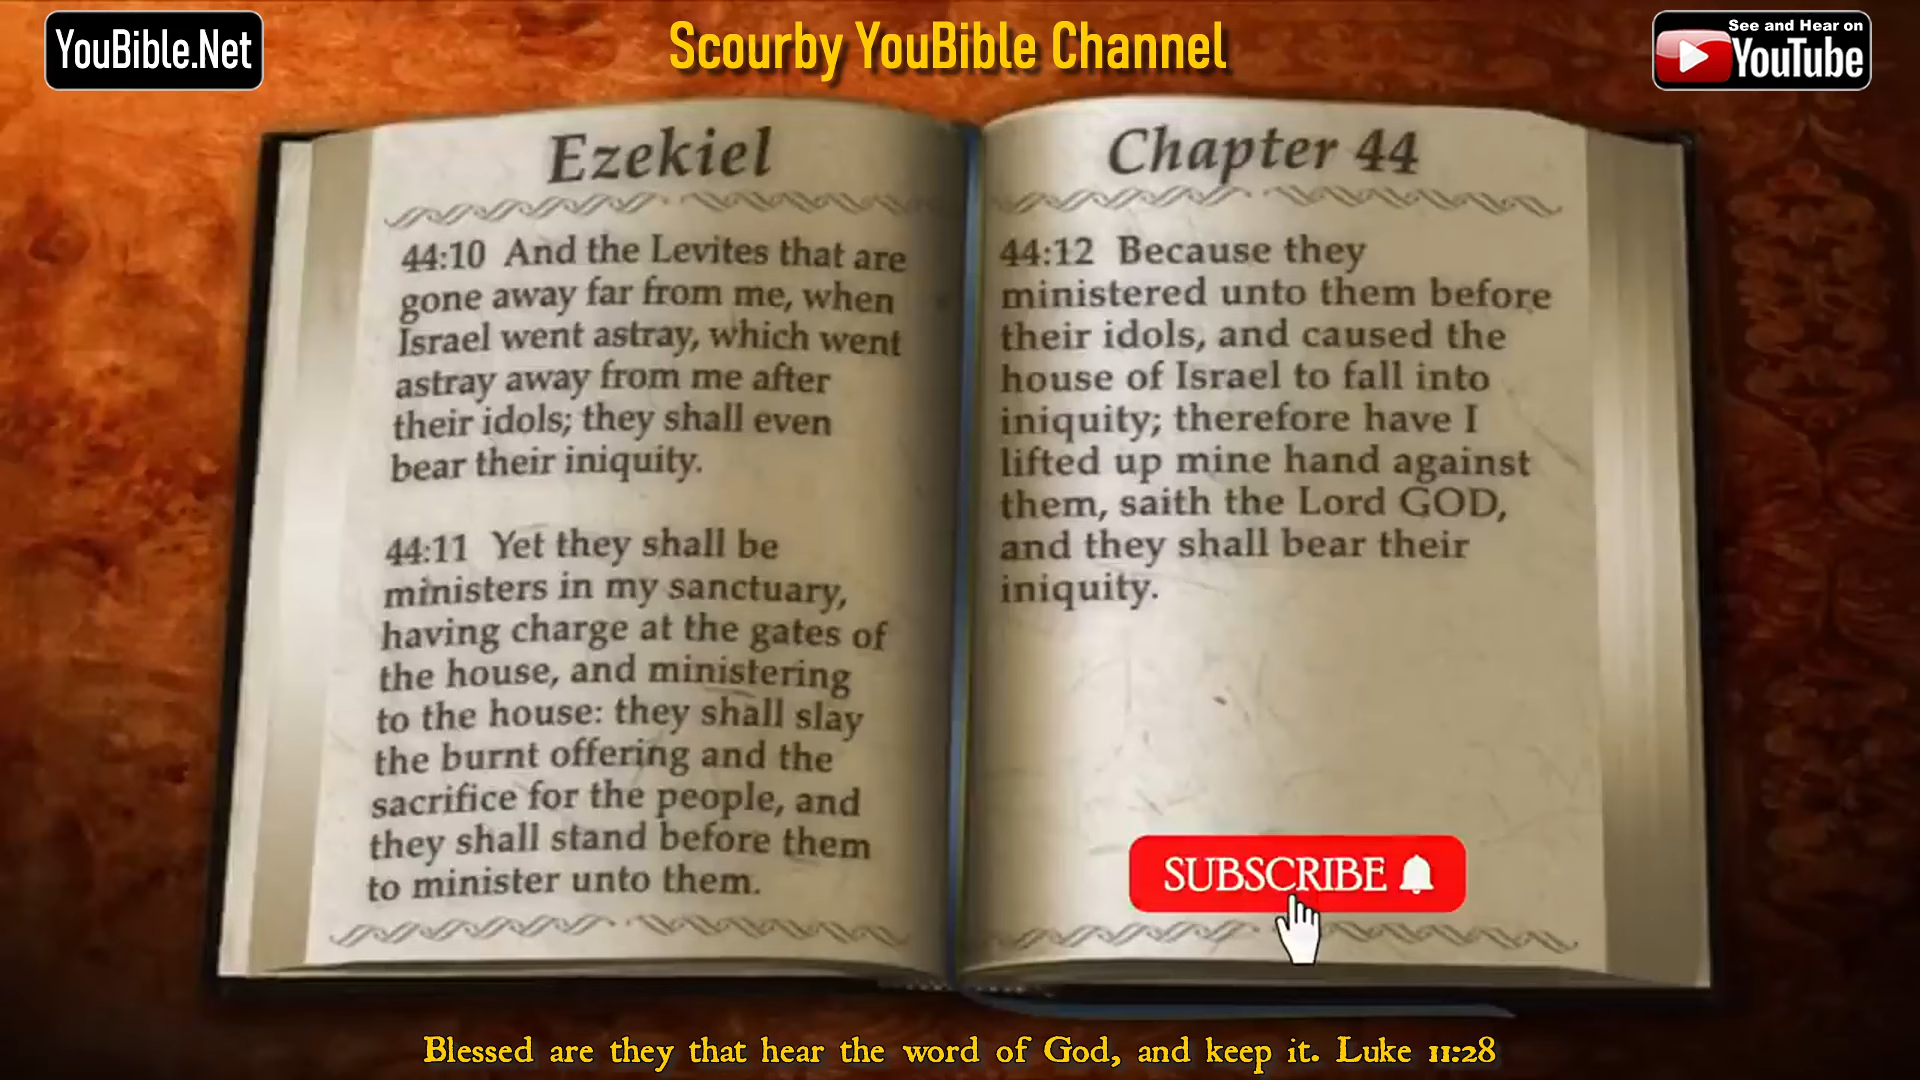 YouBible.Net
Scourby YouBible Channel
See and Hear on
YouTube
Ezekiel
44:10 And the Levites that are
gone away far from me, when
Israel went astray, which went
astray away from me after
their idols; they shall even
bear their iniquity.
44:11 Yet they shall be
ministers in my sanctuary,
having charge at the gates of
the house, and ministering
to the house: they shall slay
the burnt offering and the
sacrifice for the people, and
they shall stand before them
to minister unto them.
Chapter 44
44:12 Because they
ministered unto them before
their idols, and caused the
house of Israel to fall into
iniquity; therefore have I
lifted up mine hand against
them, saith the Lord GOD,
and they shall bear their
iniquity.
SUBSCRIBE
Blessed are they that hear the word of God, and keep it. Luke 11:28